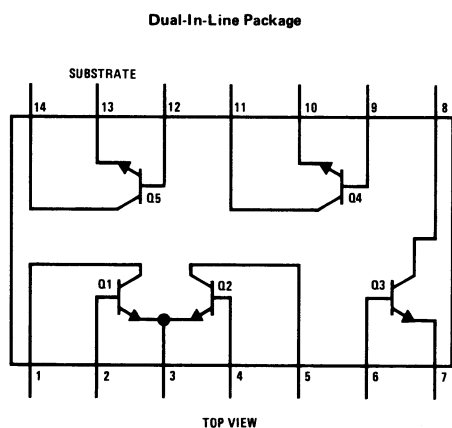 Dual-In-Line Package
SUBSTRATE
14 13 12 11 10 9 8
Q5 Q4
Q1 Q2 Q3
1 2 3 4 5 6 7
TOP VIEW